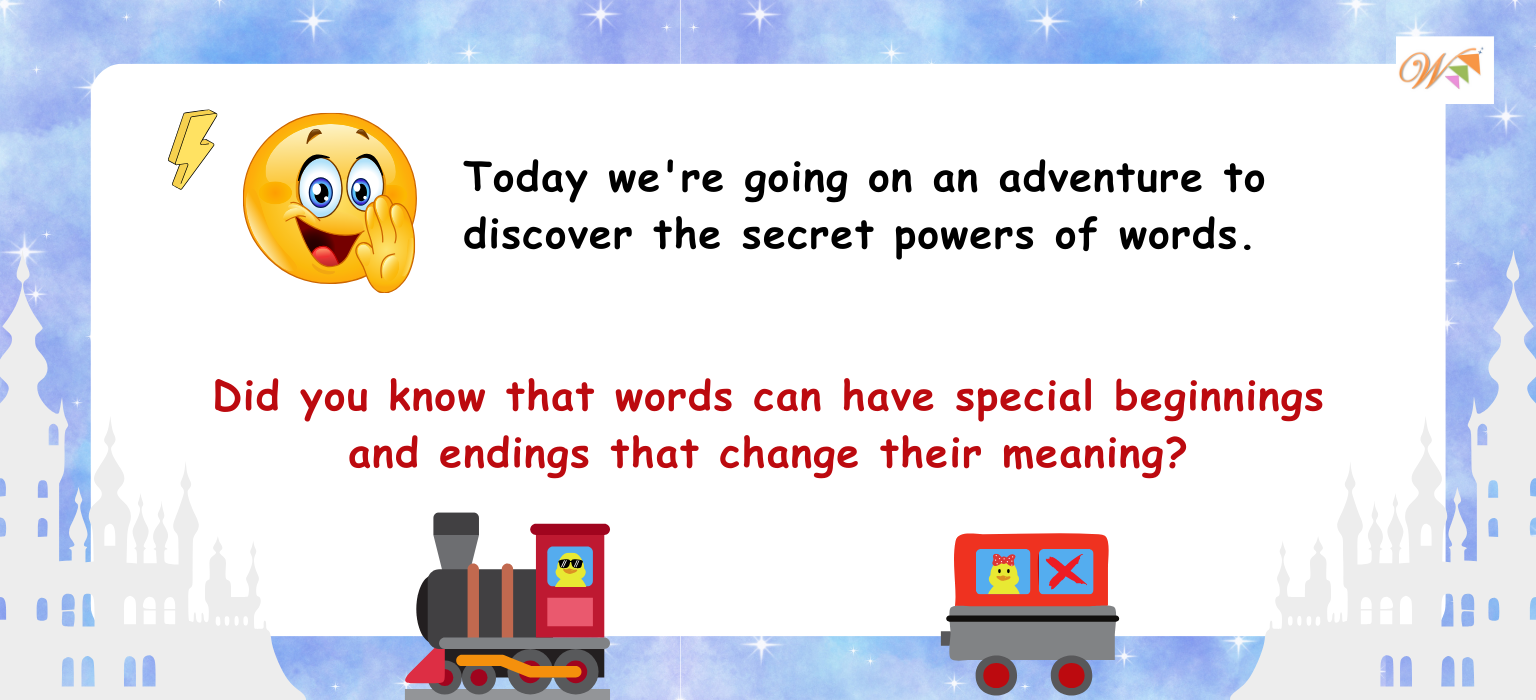 W
Today we're going on an adventure to
discover the secret powers of words.
Did you know that words can have special beginnings
and endings that change their meaning?